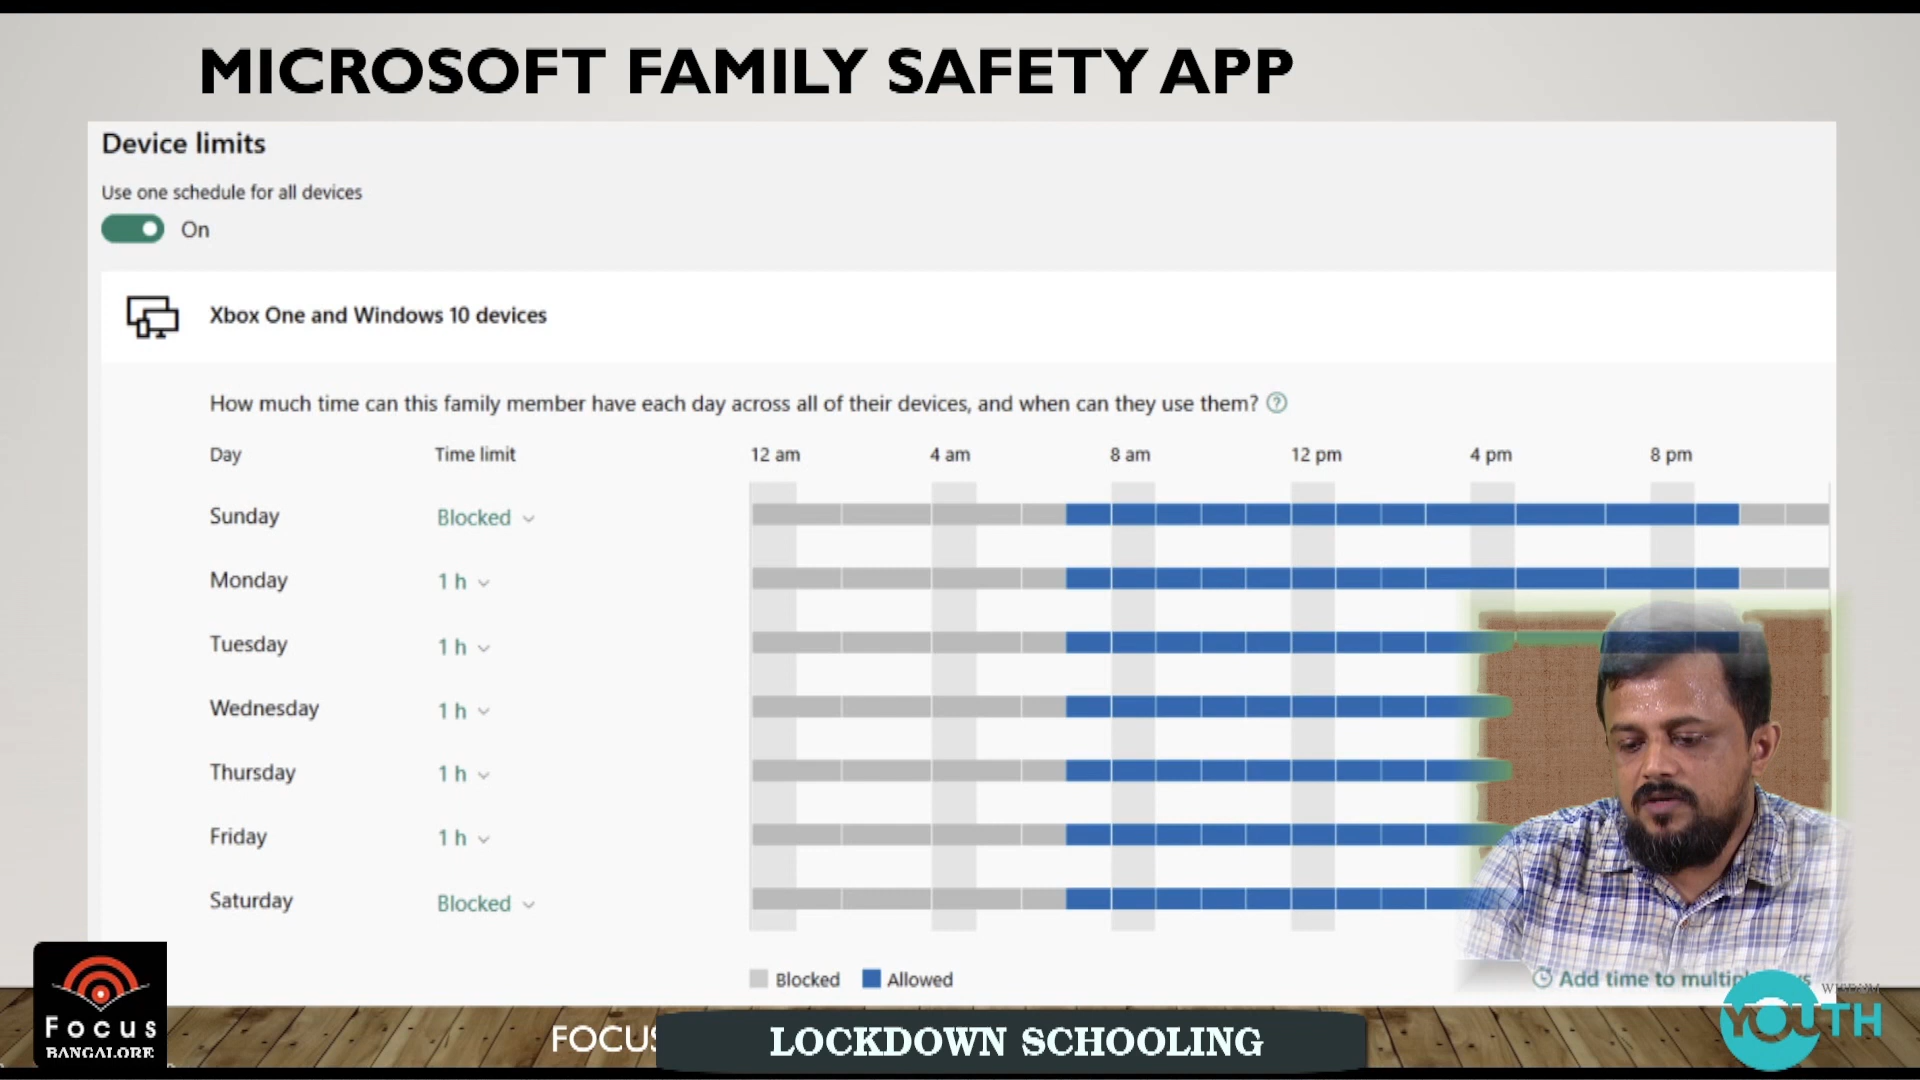 MICROSOFT FAMILY SAFETY APP
Device limits
Use one schedule for all devices
On
Xbox One and Windows 10 devices
How much time can this family member have each day across all of their devices, and when can they use them? ?
Day Time limit 12 am 4 am 8 am 12 pm 4 pm 8 pm
Sunday Blocked
Monday 1 h
Tuesday 1 h
Wednesday 1 h
Thursday 1 h
Friday 1 h
Saturday Blocked
Blocked Allowed
Add time to
WISDOM
YOUTH
Focus
BANGALORE
FOCUS
LOCKDOWN SCHOOLING